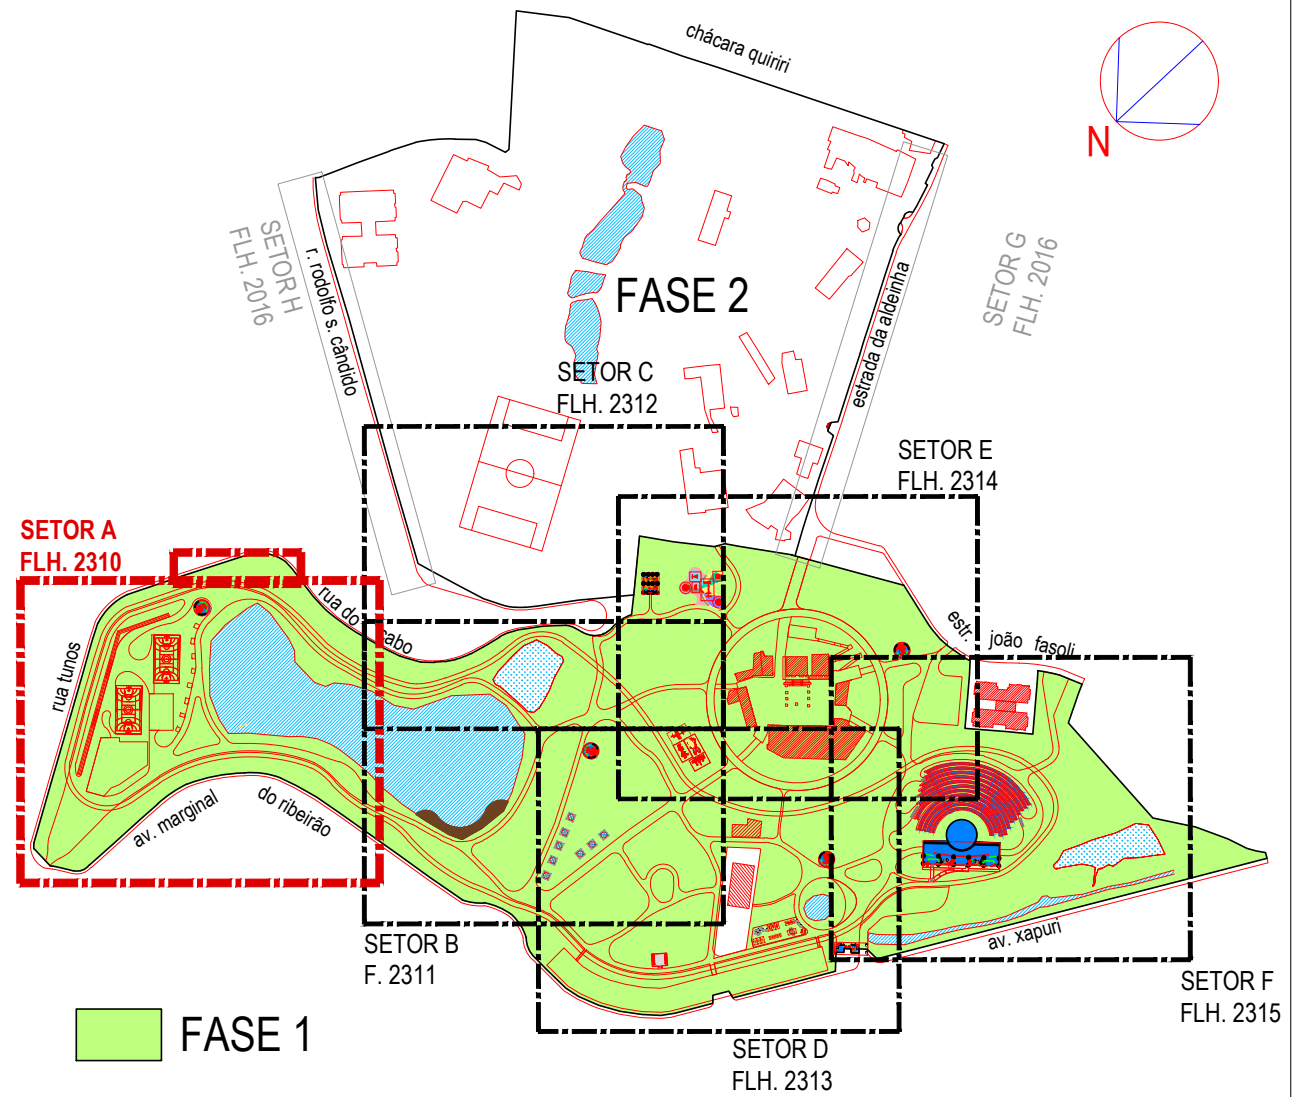 chácara quiriri
N
SETOR H
FLH. 2016
r. rodolfo s. cândido
FASE 2
estrada da aldeinha
SETOR G
FLH. 2016
SETOR C
FLH. 2312
SETOR E
FLH. 2314
SETOR A
FLH. 2310
rua do cabo
estr. joão fasoli
rua tunos
av. marginal do ribeirão
SETOR B
F. 2311
av. xapuri
SETOR F
FLH. 2315
FASE 1
SETOR D
FLH. 2313